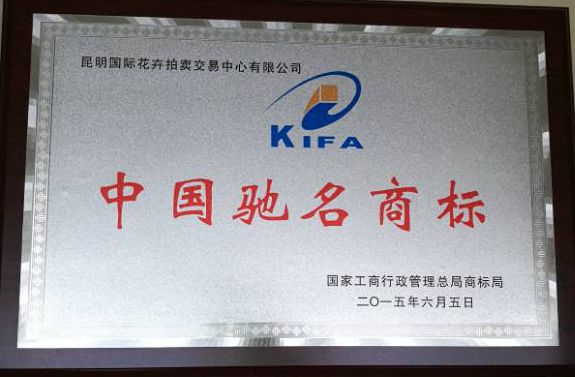 昆明国际花卉拍卖交易中心有限公司
KIFA
中国驰名商标
国家工商行政管理总局商标局
二〇一五年六月五日